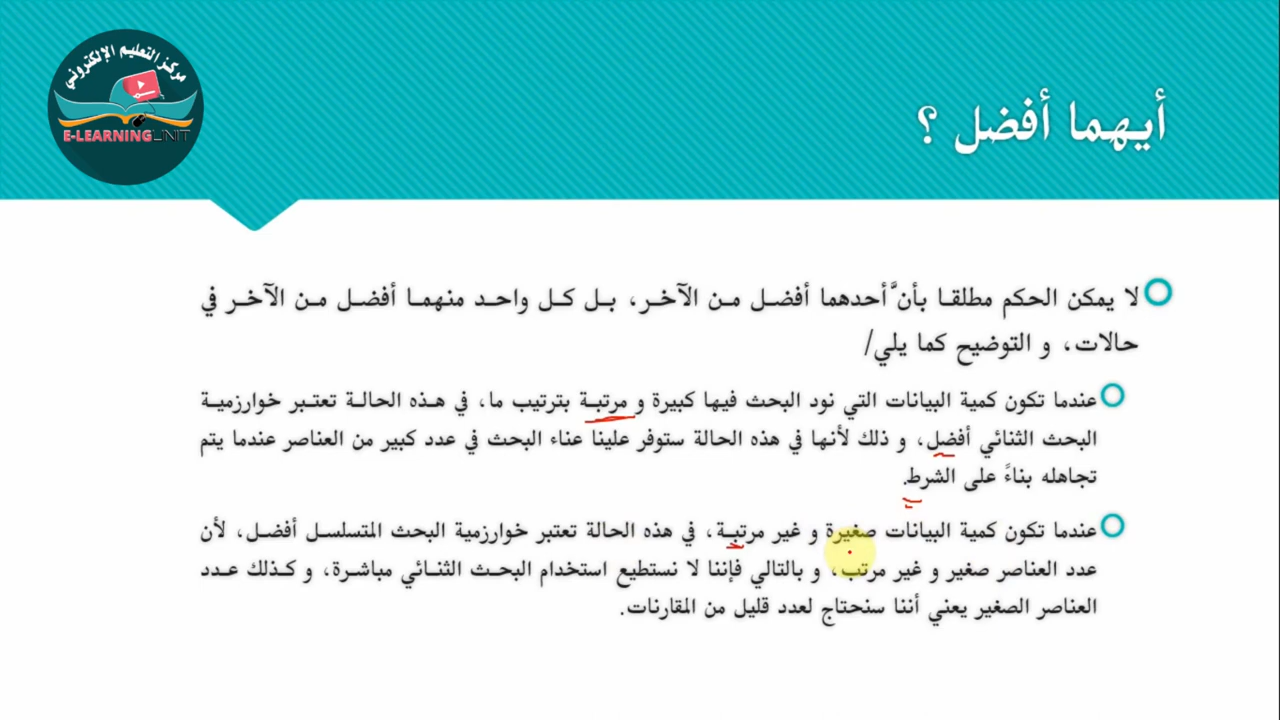 مركز التعليم الإلكتروني
E-LEARNING UNIT
أيهما أفضل ؟
لا يمكن الحكم مطلقا بأنَّ أحدهما أفضل من الآخر، بل كل واحد منهما أفضل من الآخر في
حالات، و التوضيح كما يلي/
عندما تكون كمية البيانات التي نود البحث فيها كبيرة و مرتبة بترتيب ما، في هذه الحالة تعتبر خوارزمية
البحث الثنائي أفضل، و ذلك لأنها في هذه الحالة ستوفر علينا عناء البحث في عدد كبير من العناصر عندما يتم
تجاهله بناءً على الشرط.
عندما تكون كمية البيانات صغيرة و غير مرتبة، في هذه الحالة تعتبر خوارزمية البحث المتسلسل أفضل، لأن
عدد العناصر صغير و غير مرتب، و بالتالي فإننا لا نستطيع استخدام البحث الثنائي مباشرة، و كذلك عدد
العناصر الصغير يعني أننا سنحتاج لعدد قليل من المقارنات.